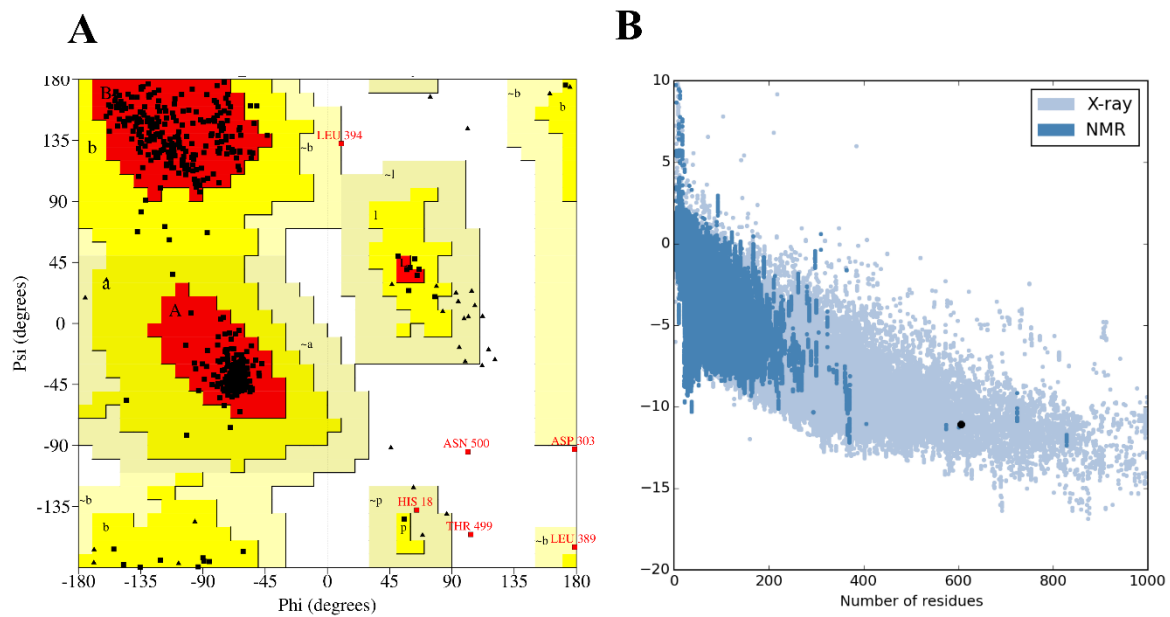 A
B
180
135
90
45
0
-45
-90
-135
-180
-135
-90
-45
0
45
90
135
180
Psi (degrees)
Phi (degrees)
B
b
~b
LEU 394
~b
b
~l
l
L
a
A
~a
ASN 500
ASP 303
~b
b
~p
HIS 18
p
THR 499
~b
LEU 389
10
5
0
−5
−10
−15
−20
0
200
400
600
800
1000
Number of residues
X-ray
NMR